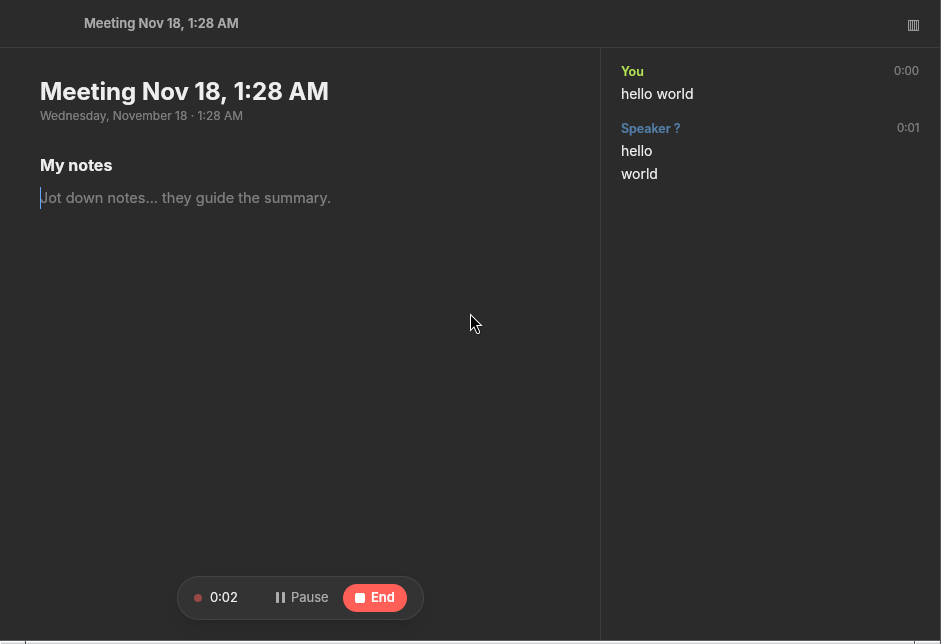 Meeting Nov 18, 1:28 AM
Meeting Nov 18, 1:28 AM
Wednesday, November 18 · 1:28 AM
My notes
Jot down notes... they guide the summary.
You 0:00
hello world
Speaker ? 0:01
hello
world
0:02 Pause End